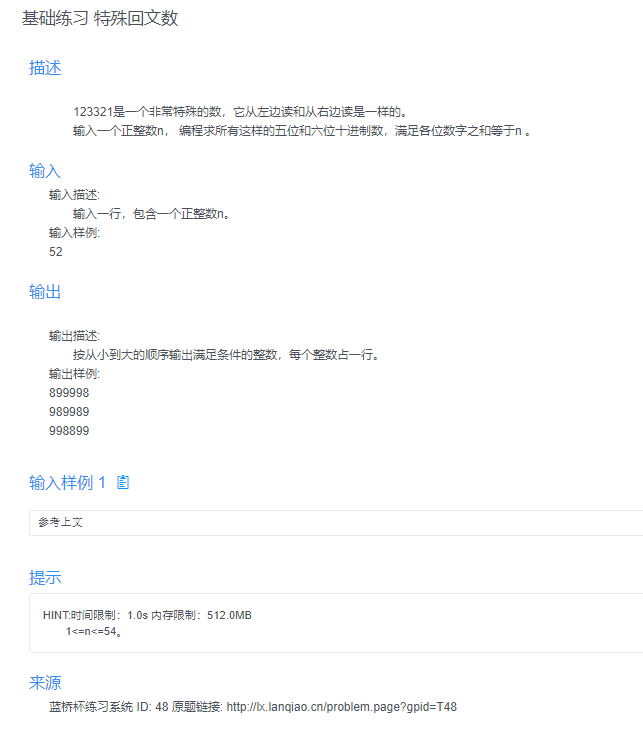 基础练习 特殊回文数
描述
123321是一个非常特殊的数，它从左边读和从右边读是一样的。
输入一个正整数n， 编程求所有这样的五位和六位十进制数，满足各位数字之和等于n 。
输入
输入描述:
输入一行，包含一个正整数n。
输入样例:
52
输出
输出描述:
按从小到大的顺序输出满足条件的整数，每个整数占一行。
输出样例:
899998
989989
998899
输入样例 1
参考上文
提示
HINT:时间限制：1.0s 内存限制：512.0MB
1<=n<=54。
来源
蓝桥杯练习系统 ID: 48 原题链接: http://lx.lanqiao.cn/problem.page?gpid=T48